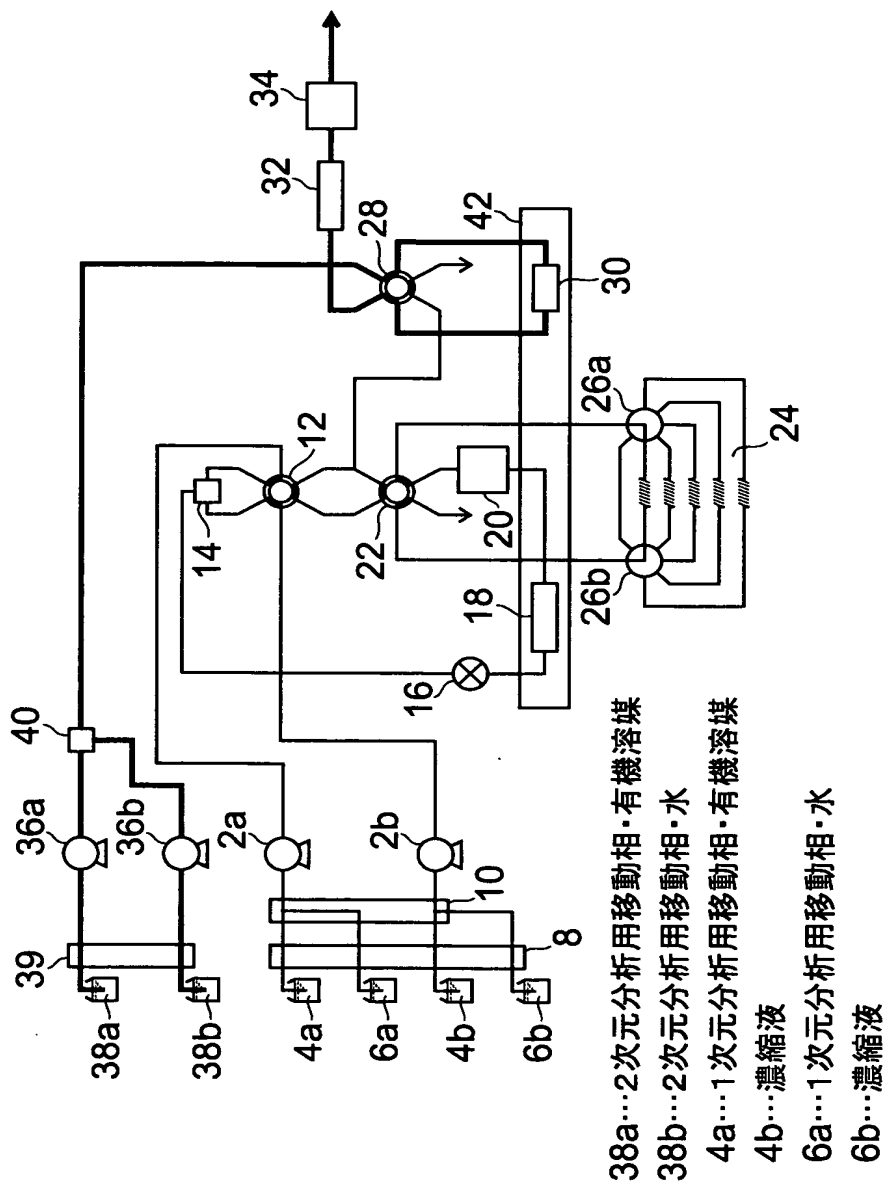 39
36a
40
38a
36b
38b
14
2a
34
32
4a
12
22
28
6a
2b
16
4b
10
18
42
20
6b
8
26b
26a
30
24
38a…2次元分析用移動相・有機溶媒
38b…2次元分析用移動相・水
4a…1次元分析用移動相・有機溶媒
4b…濃縮液
6a…1次元分析用移動相・水
6b…濃縮液